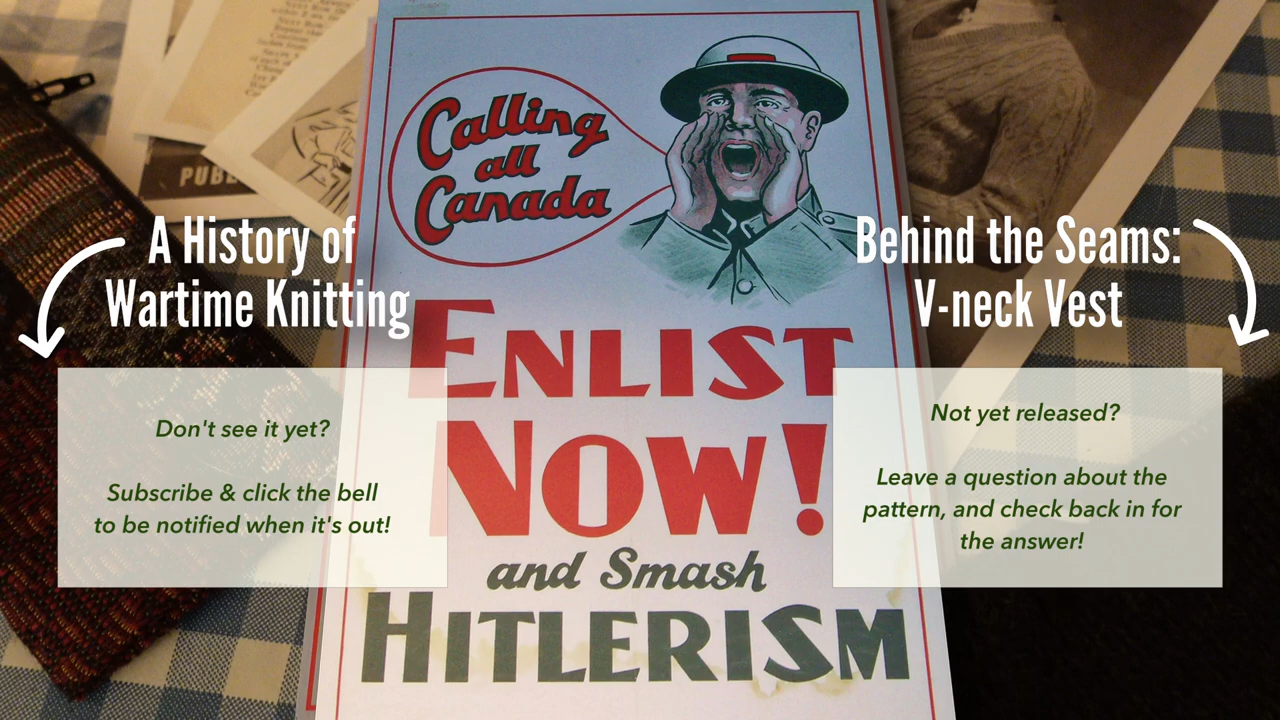 Calling
all
Canada
A History of
Wartime Knitting
Behind the Seams:
V-neck Vest
ENLIST
NOW!
and Smash
HITLERISM
Don't see it yet?
Subscribe & click the bell
to be notified when it's out!
Not yet released?
Leave a question about the
pattern, and check back in for
the answer!
PUB